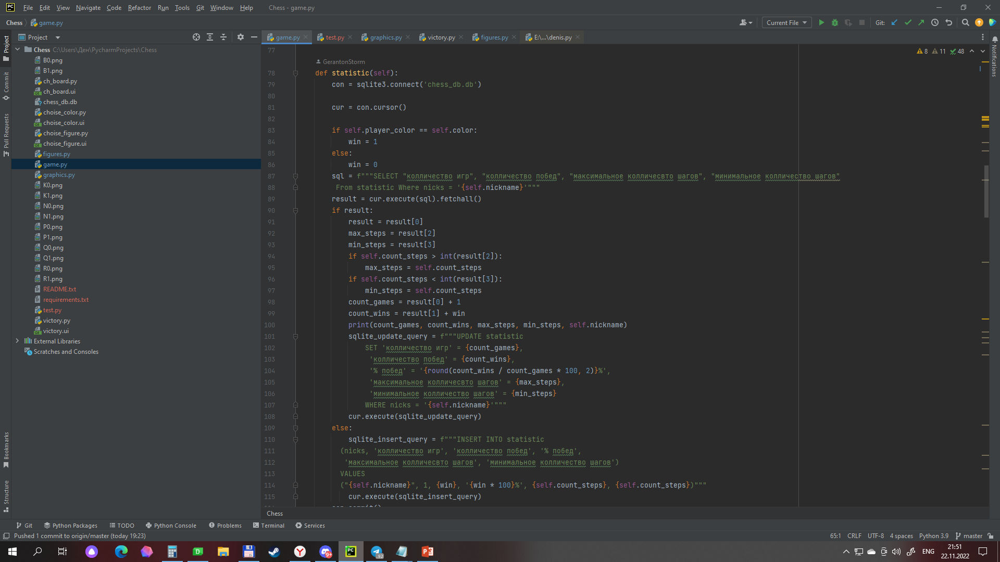 File Edit View Navigate Code Refactor Run Tools Git Window Help Chess - game.py
Chess game.py Current File Git:
Project
Chess C:\Users\Ден\PycharmProjects\Chess
B0.png
B1.png
ch_board.py
ch_board.ui
chess_db.db
choise_color.py
choise_color.ui
choise_figure.py
choise_figure.ui
figures.py
game.py
graphics.py
K0.png
K1.png
N0.png
N1.png
P0.png
P1.png
Q0.png
Q1.png
R0.png
R1.png
README.txt
requirements.txt
test.py
victory.py
victory.ui
External Libraries
Scratches and Consoles
Project
Commit
Pull Requests
Bookmarks
Structure
game.py test.py graphics.py victory.py figures.py E:\...\denis.py
8 11 48
Notifications
77
GerantonStorm
78 def statistic(self):
79 con = sqlite3.connect('chess_db.db')
80
81 cur = con.cursor()
82
83 if self.player_color == self.color:
84 win = 1
85 else:
86 win = 0
87 sql = f"""SELECT "колличество игр", "колличество побед", "максимальное колличесвто шагов", "минимальное колличество шагов"
88 From statistic Where nicks = '{self.nickname}'"""
89 result = cur.execute(sql).fetchall()
90 if result:
91 result = result[0]
92 max_steps = result[2]
93 min_steps = result[3]
94 if self.count_steps > int(result[2]):
95 max_steps = self.count_steps
96 if self.count_steps < int(result[3]):
97 min_steps = self.count_steps
98 count_games = result[0] + 1
99 count_wins = result[1] + win
100 print(count_games, count_wins, max_steps, min_steps, self.nickname)
101 sqlite_update_query = f"""UPDATE statistic
102 SET 'колличество игр' = {count_games},
103 'колличество побед' = {count_wins},
104 '% побед' = '{round(count_wins / count_games * 100, 2)}%',
105 'максимальное колличесвто шагов' = {max_steps},
106 'минимальное колличество шагов' = {min_steps}
107 WHERE nicks = '{self.nickname}'"""
108 cur.execute(sqlite_update_query)
109 else:
110 sqlite_insert_query = f"""INSERT INTO statistic
111 (nicks, 'колличество игр', 'колличество побед', '% побед',
112 'максимальное колличесвто шагов', 'минимальное колличество шагов')
113 VALUES
114 ("{self.nickname}", 1, {win}, '{win * 100}%', {self.count_steps}, {self.count_steps})"""
115 cur.execute(sqlite_insert_query)
Chess
Git Python Packages TODO Python Console Problems Terminal Services
Pushed 1 commit to origin/master (today 19:23) 65:1 CRLF UTF-8 4 spaces Python 3.9 master
PC 9+ 92 ENG 21:51
22.11.2022